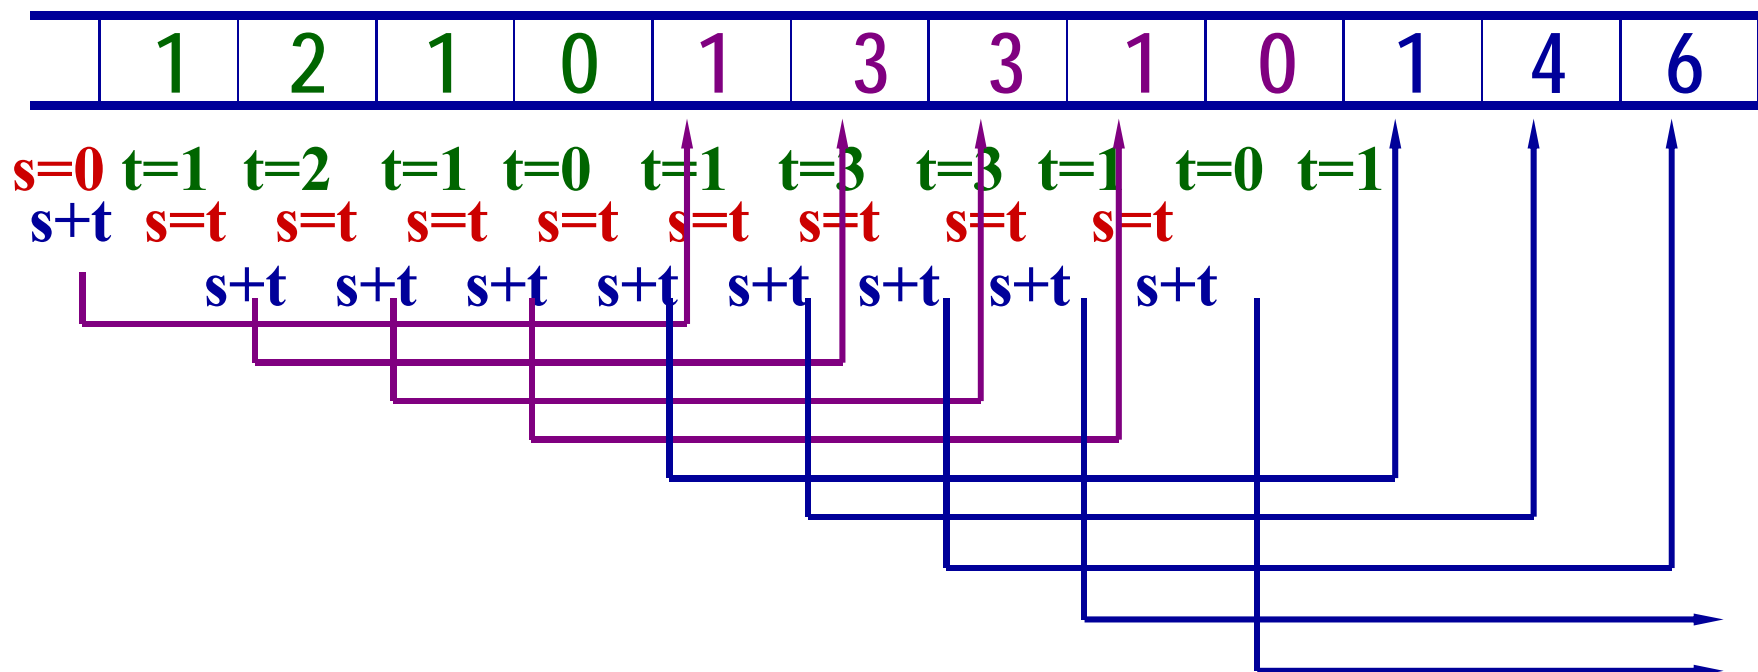 1 2 1 0 1 3 3 1 0 1 4 6
s=0 t=1 t=2 t=1 t=0 t=1 t=3 t=3 t=1 t=0 t=1
s+t s=t s=t s=t s=t s=t s=t s=t s=t
s+t s+t s+t s+t s+t s+t s+t s+t